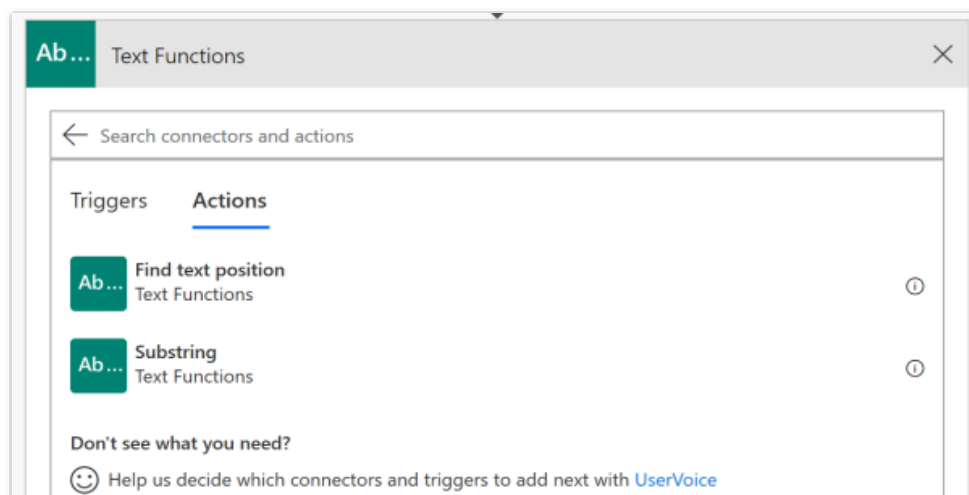 Ab... Text Functions
Search connectors and actions
Triggers Actions
Ab... Find text position
Text Functions
Ab... Substring
Text Functions
Don't see what you need?
Help us decide which connectors and triggers to add next with UserVoice